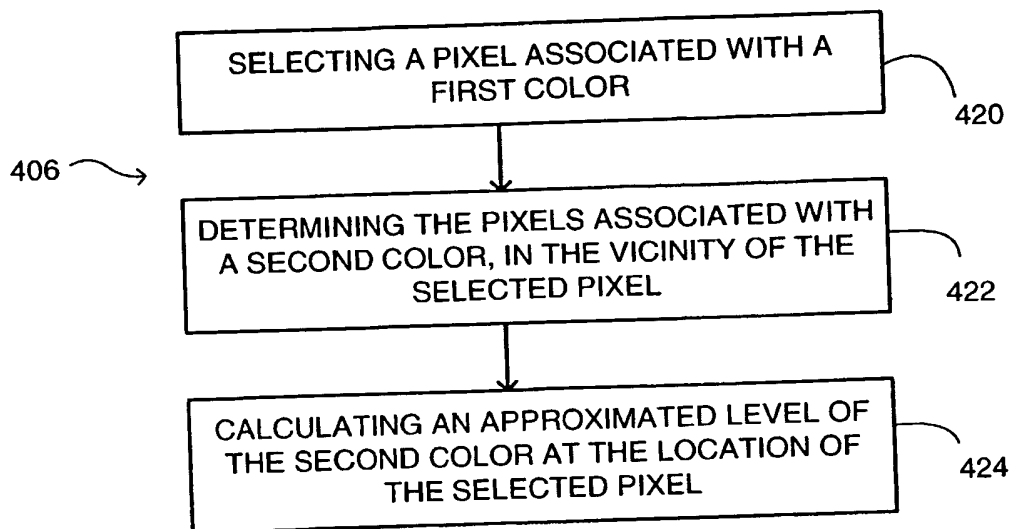 SELECTING A PIXEL ASSOCIATED WITH A
FIRST COLOR
420
406
DETERMINING THE PIXELS ASSOCIATED WITH
A SECOND COLOR, IN THE VICINITY OF THE
SELECTED PIXEL
422
CALCULATING AN APPROXIMATED LEVEL OF
THE SECOND COLOR AT THE LOCATION OF
THE SELECTED PIXEL
424